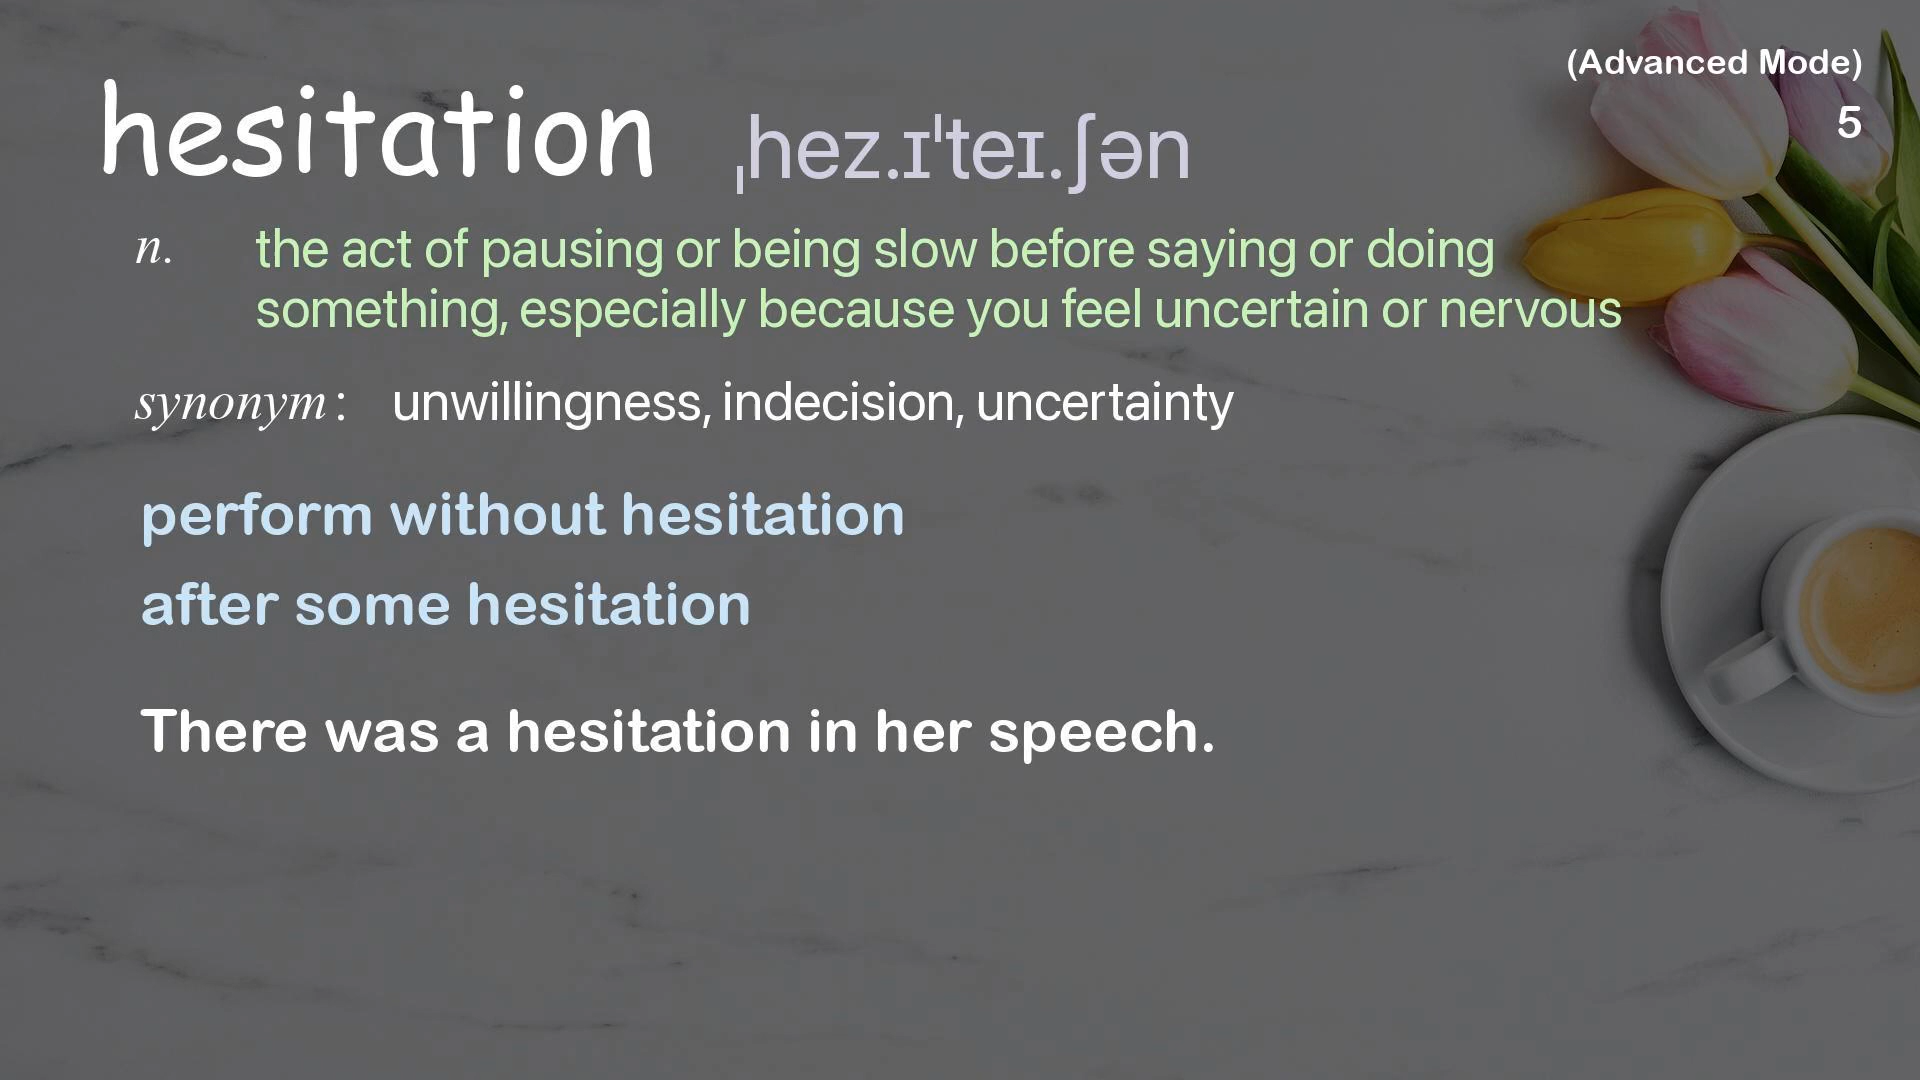 (Advanced Mode)
5
hesitation ˌhez.ɪˈteɪ.ʃən
n. the act of pausing or being slow before saying or doing
something, especially because you feel uncertain or nervous
synonym : unwillingness, indecision, uncertainty
perform without hesitation
after some hesitation
There was a hesitation in her speech.